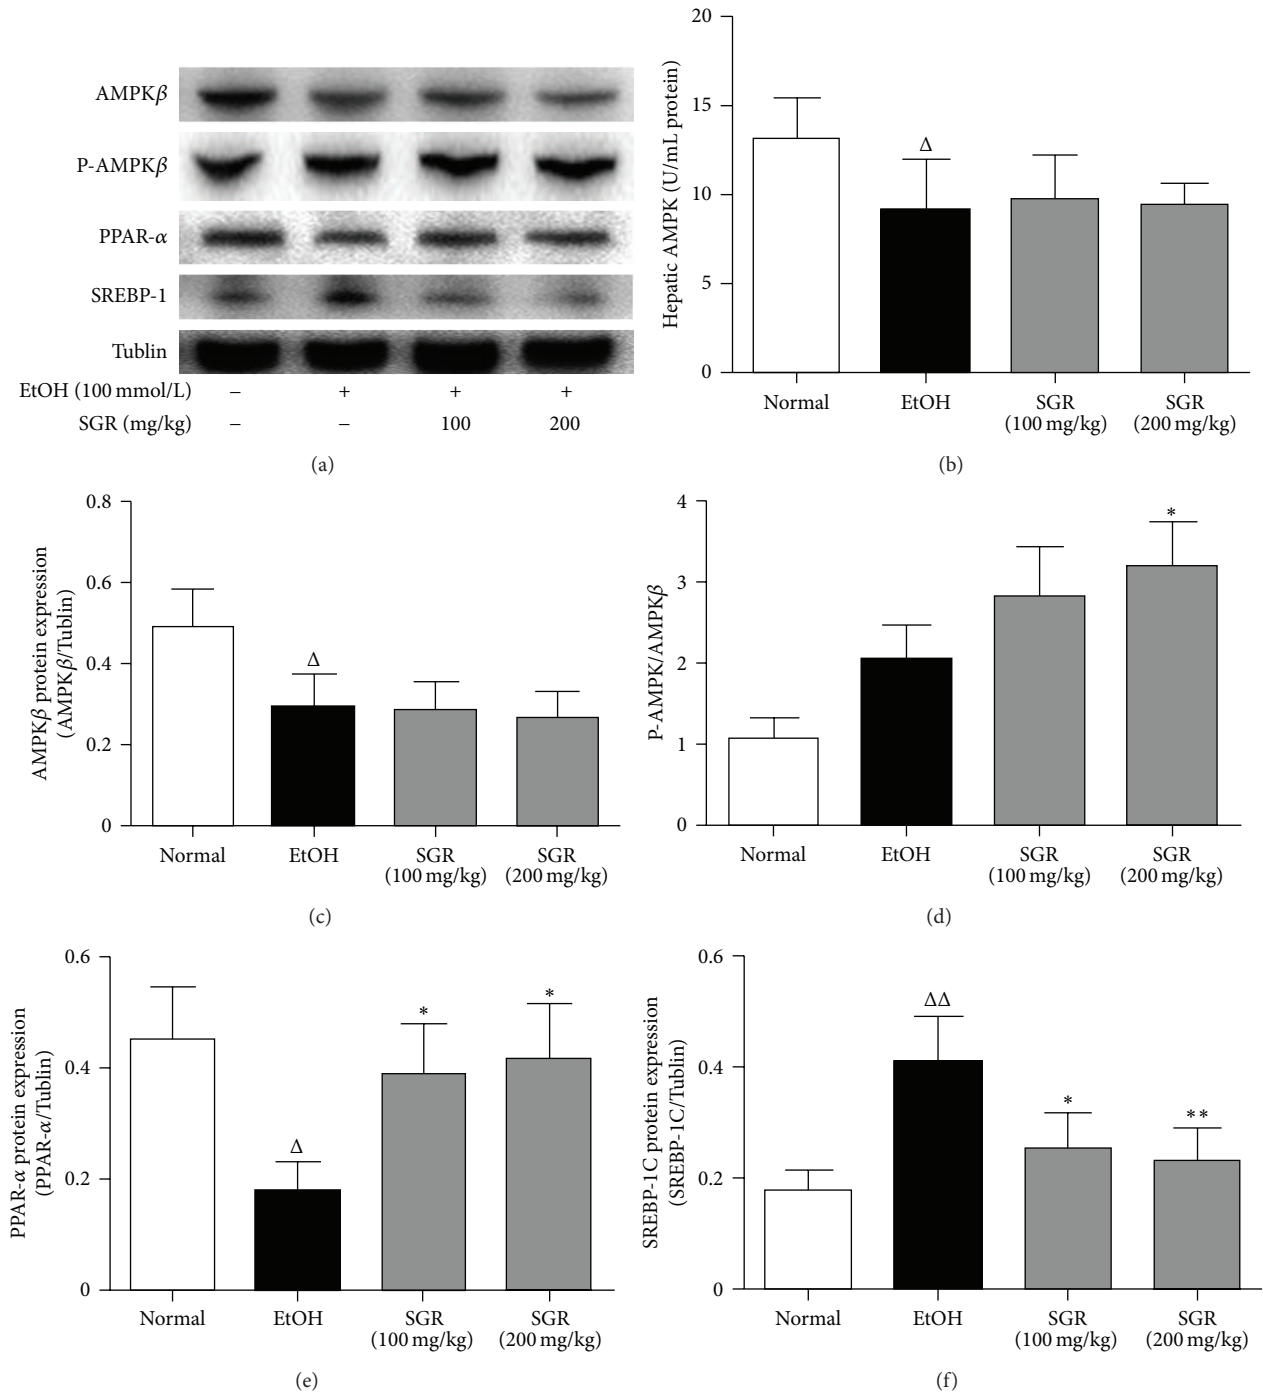 AMPKβ
P-AMPKβ
PPAR-α
SREBP-1
Tublin
EtOH (100 mmol/L) − + + +
SGR (mg/kg) − − 100 200
(a)
Hepatic AMPK (U/mL protein)
20
15
10
5
0
Δ
Normal EtOH SGR (100 mg/kg) SGR (200 mg/kg)
(b)
AMPKβ protein expression
(AMPKβ/Tublin)
0.8
0.6
0.4
0.2
0
Δ
Normal EtOH SGR (100 mg/kg) SGR (200 mg/kg)
(c)
P-AMPK/AMPKβ
4
3
2
1
0
*
Normal EtOH SGR (100 mg/kg) SGR (200 mg/kg)
(d)
PPAR-α protein expression
(PPAR-α/Tublin)
0.6
0.4
0.2
0
Δ * *
Normal EtOH SGR (100 mg/kg) SGR (200 mg/kg)
(e)
SREBP-1C protein expression
(SREBP-1C/Tublin)
0.6
0.4
0.2
0
ΔΔ * **
Normal EtOH SGR (100 mg/kg) SGR (200 mg/kg)
(f)